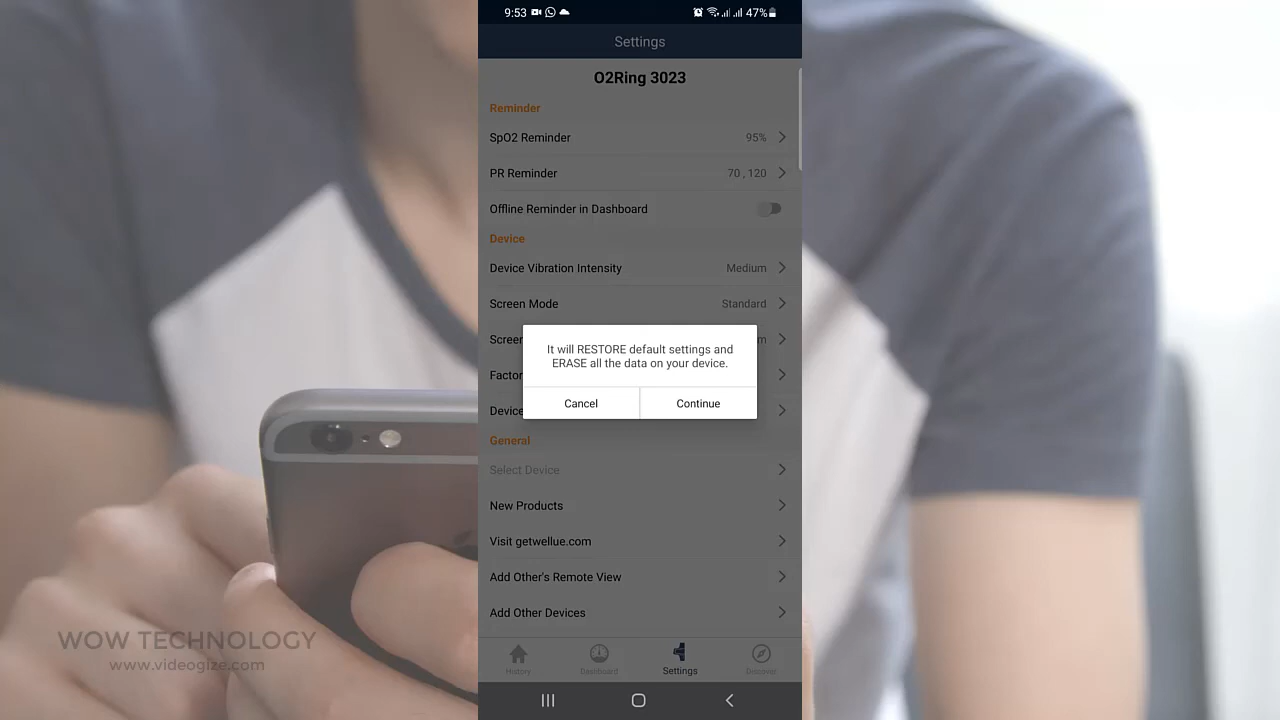 9:53
47%
Settings
O2Ring 3023
Reminder
SpO2 Reminder 95%
PR Reminder 70 , 120
Offline Reminder in Dashboard
Device
Device Vibration Intensity Medium
Screen Mode Standard
It will RESTORE default settings and
ERASE all the data on your device.
Cancel Continue
General
Select Device
New Products
Visit getwellue.com
Add Other's Remote View
Add Other Devices
History Dashboard Settings Discover
WOW TECHNOLOGY
www.videogize.com